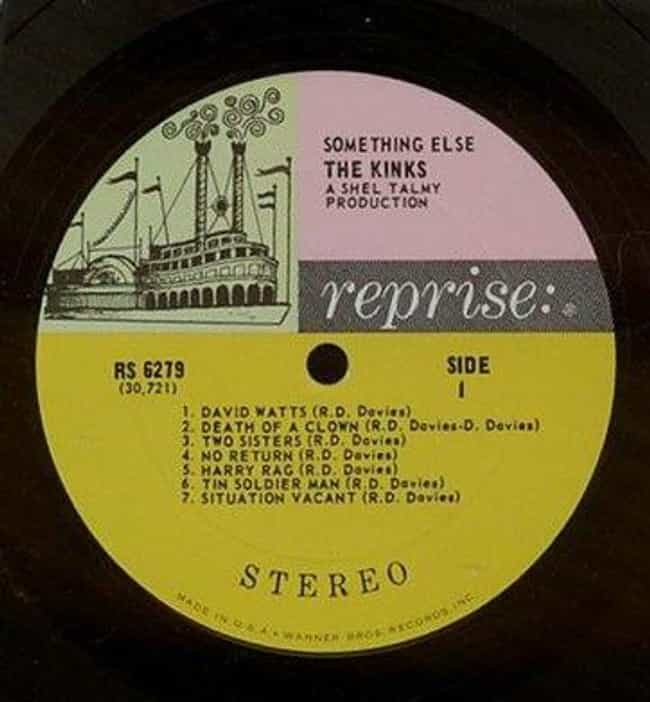 SOMETHING ELSE
THE KINKS
A SHEL TALMY
PRODUCTION
reprise:
RS 6279
(30,721)
SIDE
1
1. DAVID WATTS (R.D. Davies)
2. DEATH OF A CLOWN (R.D. Davies-D. Davies)
3. TWO SISTERS (R.D. Davies)
4. NO RETURN (R.D. Davies)
5. HARRY RAG (R.D. Davies)
6. TIN SOLDIER MAN (R.D. Davies)
7. SITUATION VACANT (R.D. Davies)
STEREO
MADE IN U.S.A. • WARNER BROS. RECORDS, INC.